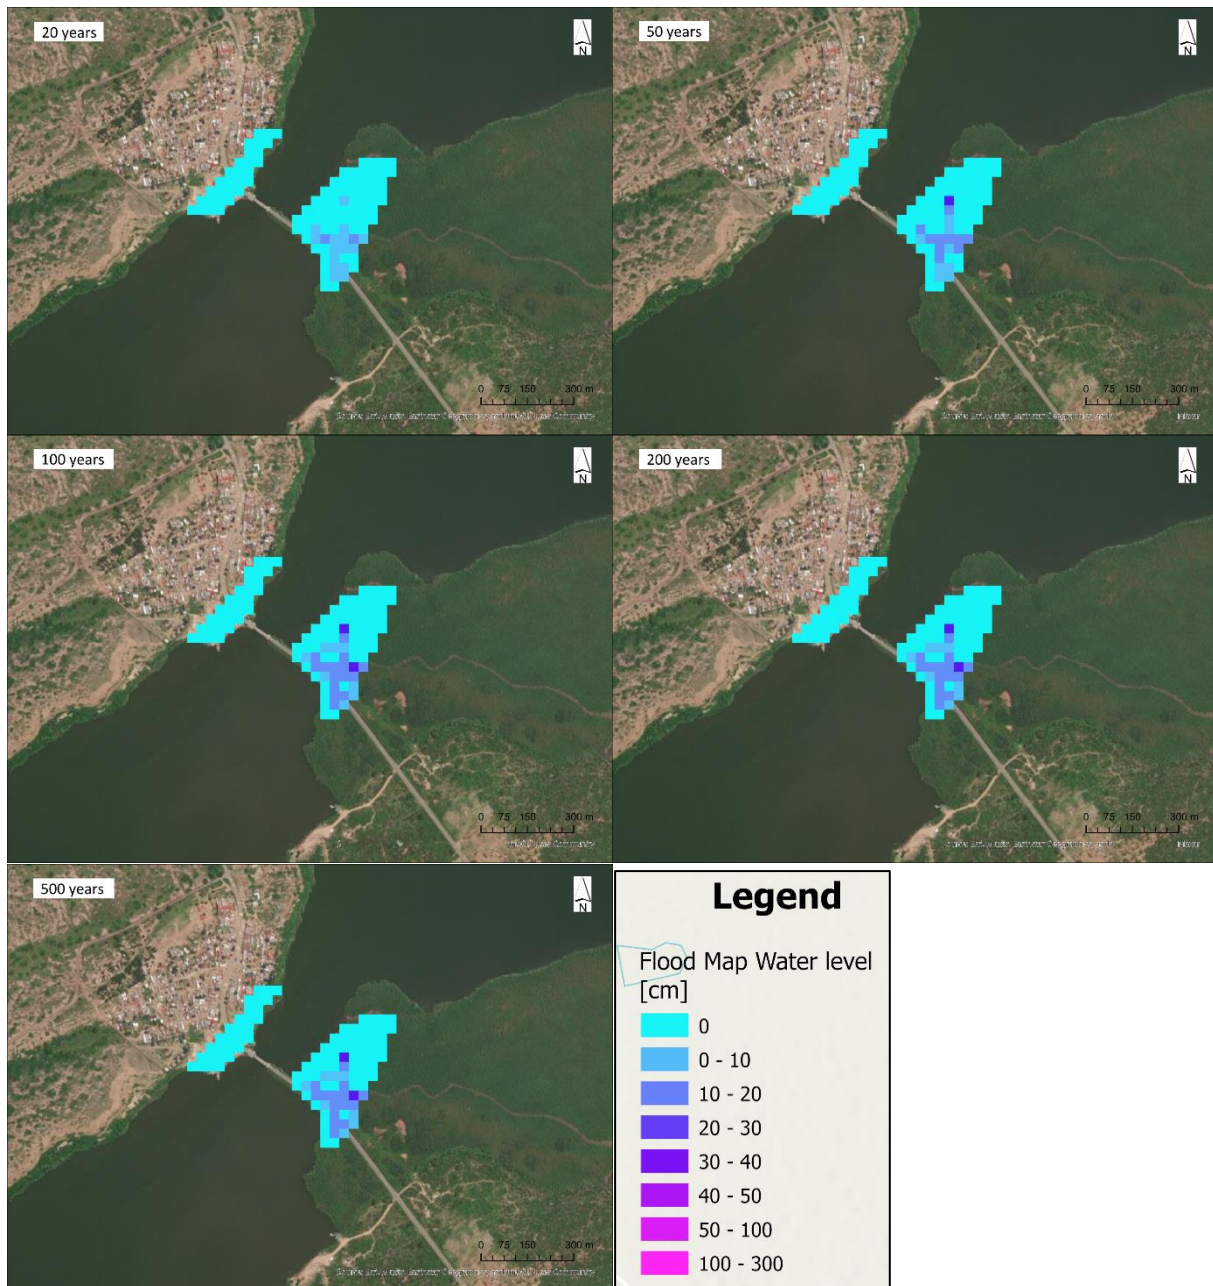 20 years
N
0 75 150 300 m
50 years
N
0 75 150 300 m
100 years
N
0 75 150 300 m
200 years
N
0 75 150 300 m
500 years
N
0 75 150 300 m
Legend
Flood Map Water level
[cm]
0
0 - 10
10 - 20
20 - 30
30 - 40
40 - 50
50 - 100
100 - 300